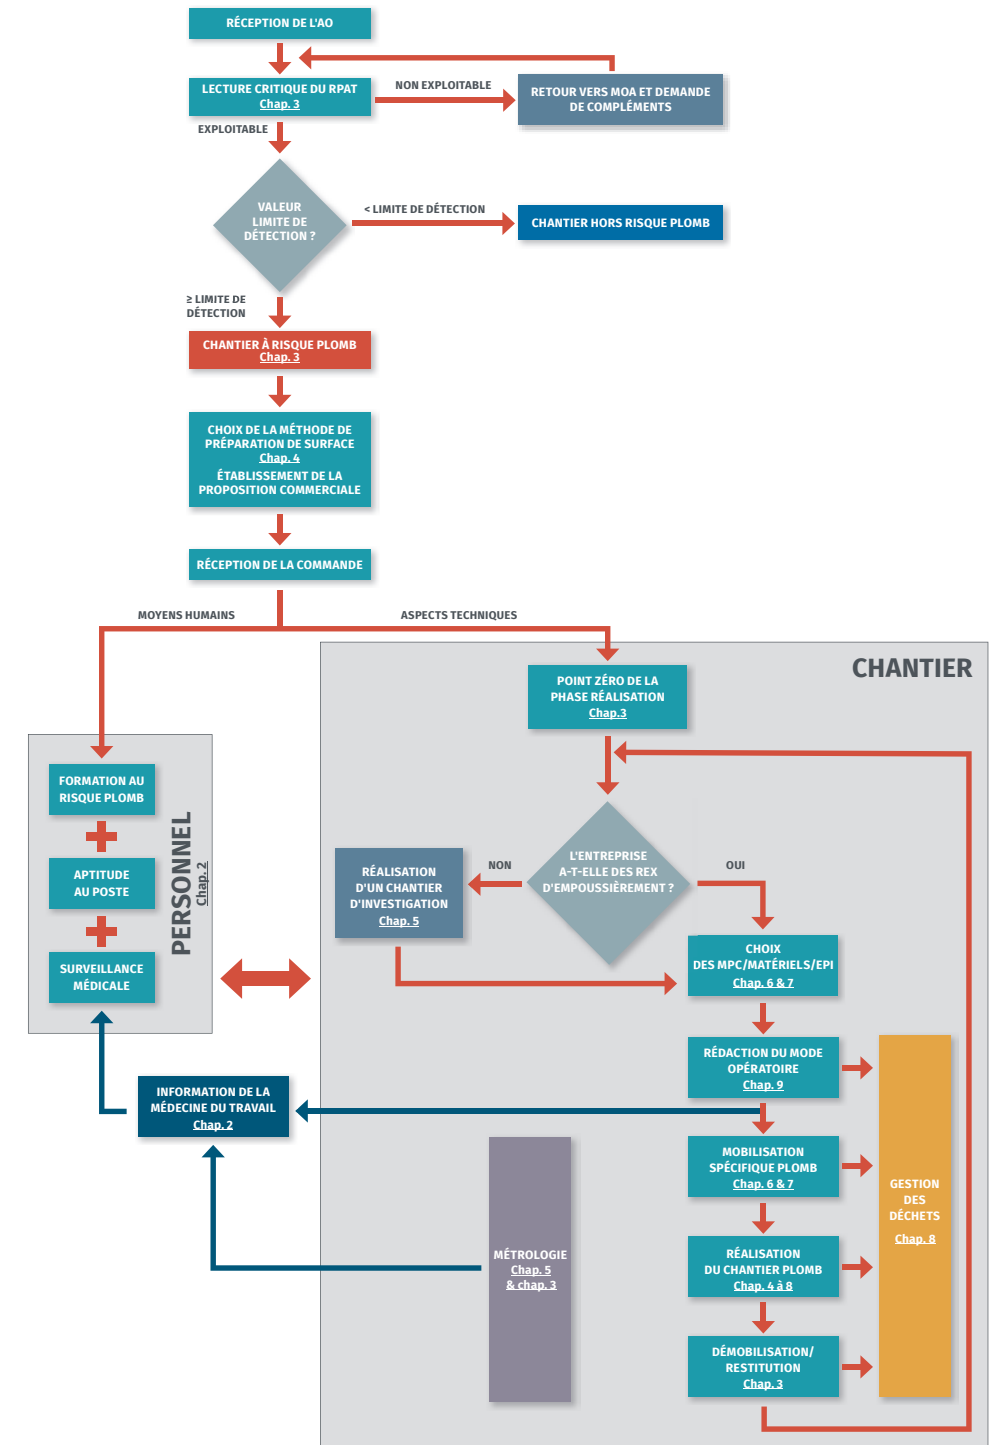 RÉCEPTION DE L'AO
LECTURE CRITIQUE DU RPAT
Chap. 3
NON EXPLOITABLE
RETOUR VERS MOA ET DEMANDE
DE COMPLÉMENTS
EXPLOITABLE
VALEUR
LIMITE DE
DÉTECTION ?
< LIMITE DE DÉTECTION
CHANTIER HORS RISQUE PLOMB
≥ LIMITE DE
DÉTECTION
CHANTIER À RISQUE PLOMB
Chap. 3
CHOIX DE LA MÉTHODE DE
PRÉPARATION DE SURFACE
Chap. 4
ÉTABLISSEMENT DE LA
PROPOSITION COMMERCIALE
RÉCEPTION DE LA COMMANDE
MOYENS HUMAINS
ASPECTS TECHNIQUES
CHANTIER
POINT ZÉRO DE LA
PHASE RÉALISATION
Chap.3
FORMATION AU
RISQUE PLOMB
APTITUDE
AU POSTE
SURVEILLANCE
MÉDICALE
PERSONNEL
Chap. 2
L'ENTREPRISE
A-T-ELLE DES REX
D'EMPOUSSIÈREMENT ?
NON
OUI
RÉALISATION
D'UN CHANTIER
D'INVESTIGATION
Chap. 5
CHOIX
DES MPC/MATÉRIELS/EPI
Chap. 6 & 7
RÉDACTION DU MODE
OPÉRATOIRE
Chap. 9
INFORMATION DE LA
MÉDECINE DU TRAVAIL
Chap. 2
MOBILISATION
SPÉCIFIQUE PLOMB
Chap. 6 & 7
GESTION
DES
DÉCHETS
Chap. 8
MÉTROLOGIE
Chap. 5
& chap. 3
RÉALISATION
DU CHANTIER PLOMB
Chap. 4 à 8
DÉMOBILISATION/
RESTITUTION
Chap. 3